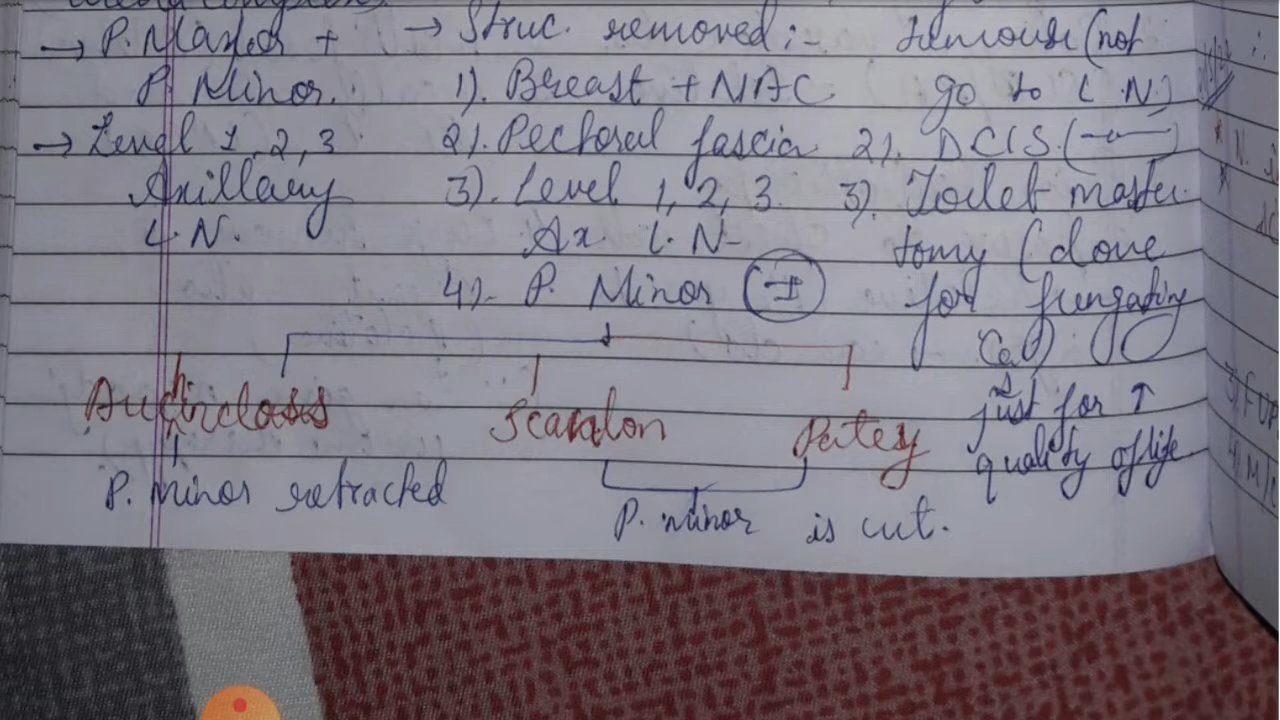 → P. Major +
P. Minor.
→ Level 1, 2, 3
Axillary
L.N.
→ Struc. removed :-
1). Breast + NAC
2). Pectoral fascia
3). Level 1, 2, 3.
Ax L.N-
4)- P. Minor (±)
(not
go to L.N.)
2). DCIS. (—〃—)
3). Toilet maste
tomy (done
for fungating
Ca)
just for ↑
quality of life
Auchincloss
Scanlon
Patey
P. Minor retracted
P. minor is cut.